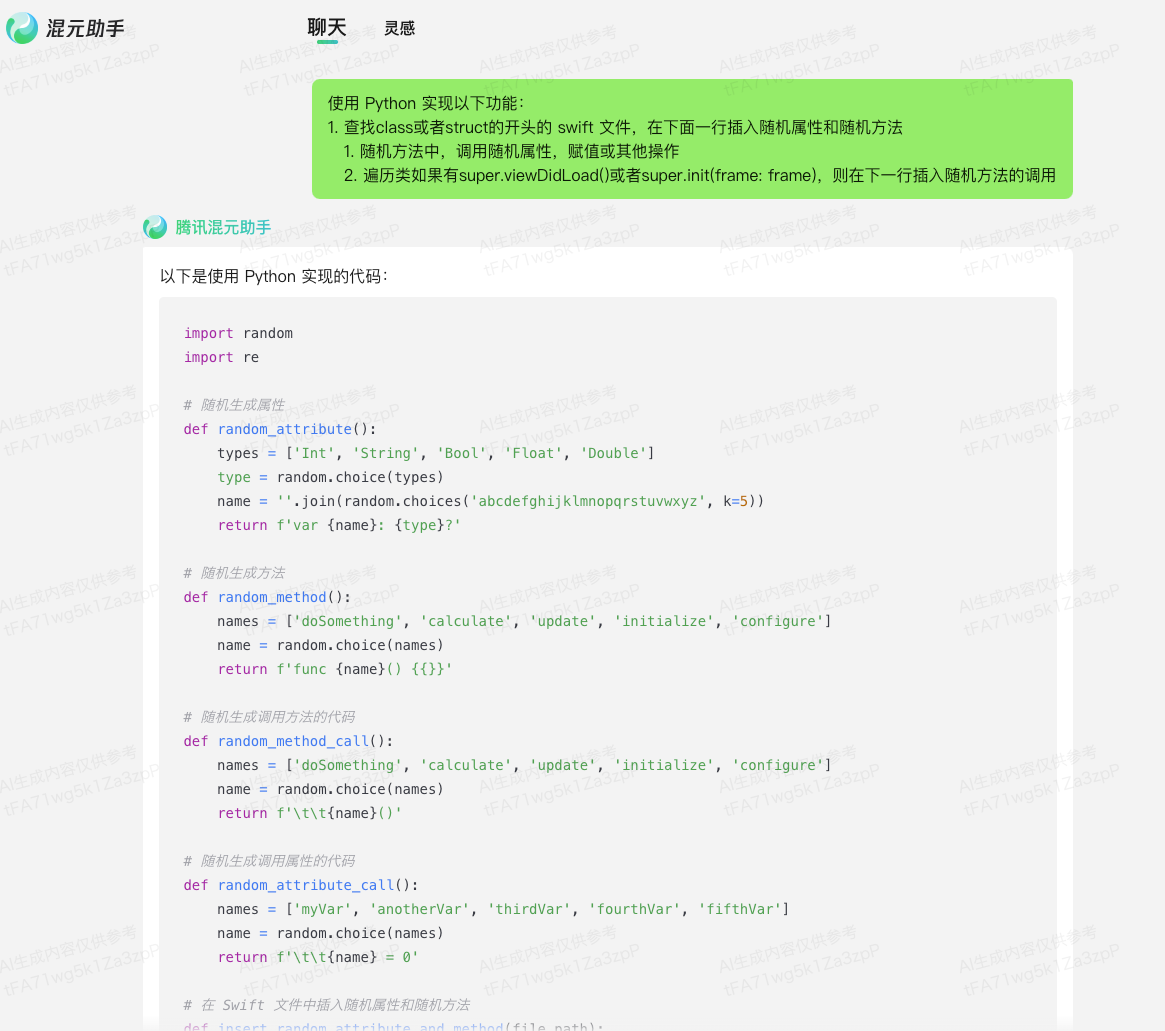 混元助手
聊天 灵感
使用 Python 实现以下功能：
1. 查找class或者struct的开头的 swift 文件，在下面一行插入随机属性和随机方法
1. 随机方法中，调用随机属性，赋值或其他操作
2. 遍历类如果有super.viewDidLoad()或者super.init(frame: frame)，则在下一行插入随机方法的调用
腾讯混元助手
以下是使用 Python 实现的代码：
import random
import re
# 随机生成属性
def random_attribute():
types = ['Int', 'String', 'Bool', 'Float', 'Double']
type = random.choice(types)
name = ''.join(random.choices('abcdefghijklmnopqrstuvwxyz', k=5))
return f'var {name}: {type}?'
# 随机生成方法
def random_method():
names = ['doSomething', 'calculate', 'update', 'initialize', 'configure']
name = random.choice(names)
return f'func {name}() {{}}'
# 随机生成调用方法的代码
def random_method_call():
names = ['doSomething', 'calculate', 'update', 'initialize', 'configure']
name = random.choice(names)
return f'\t\t{name}()'
# 随机生成调用属性的代码
def random_attribute_call():
names = ['myVar', 'anotherVar', 'thirdVar', 'fourthVar', 'fifthVar']
name = random.choice(names)
return f'\t\t{name} = 0'
# 在 Swift 文件中插入随机属性和随机方法
def insert_random_attribute_and_method(file_path):
AI生成内容仅供参考
tFA71wg5k1Za3zpP